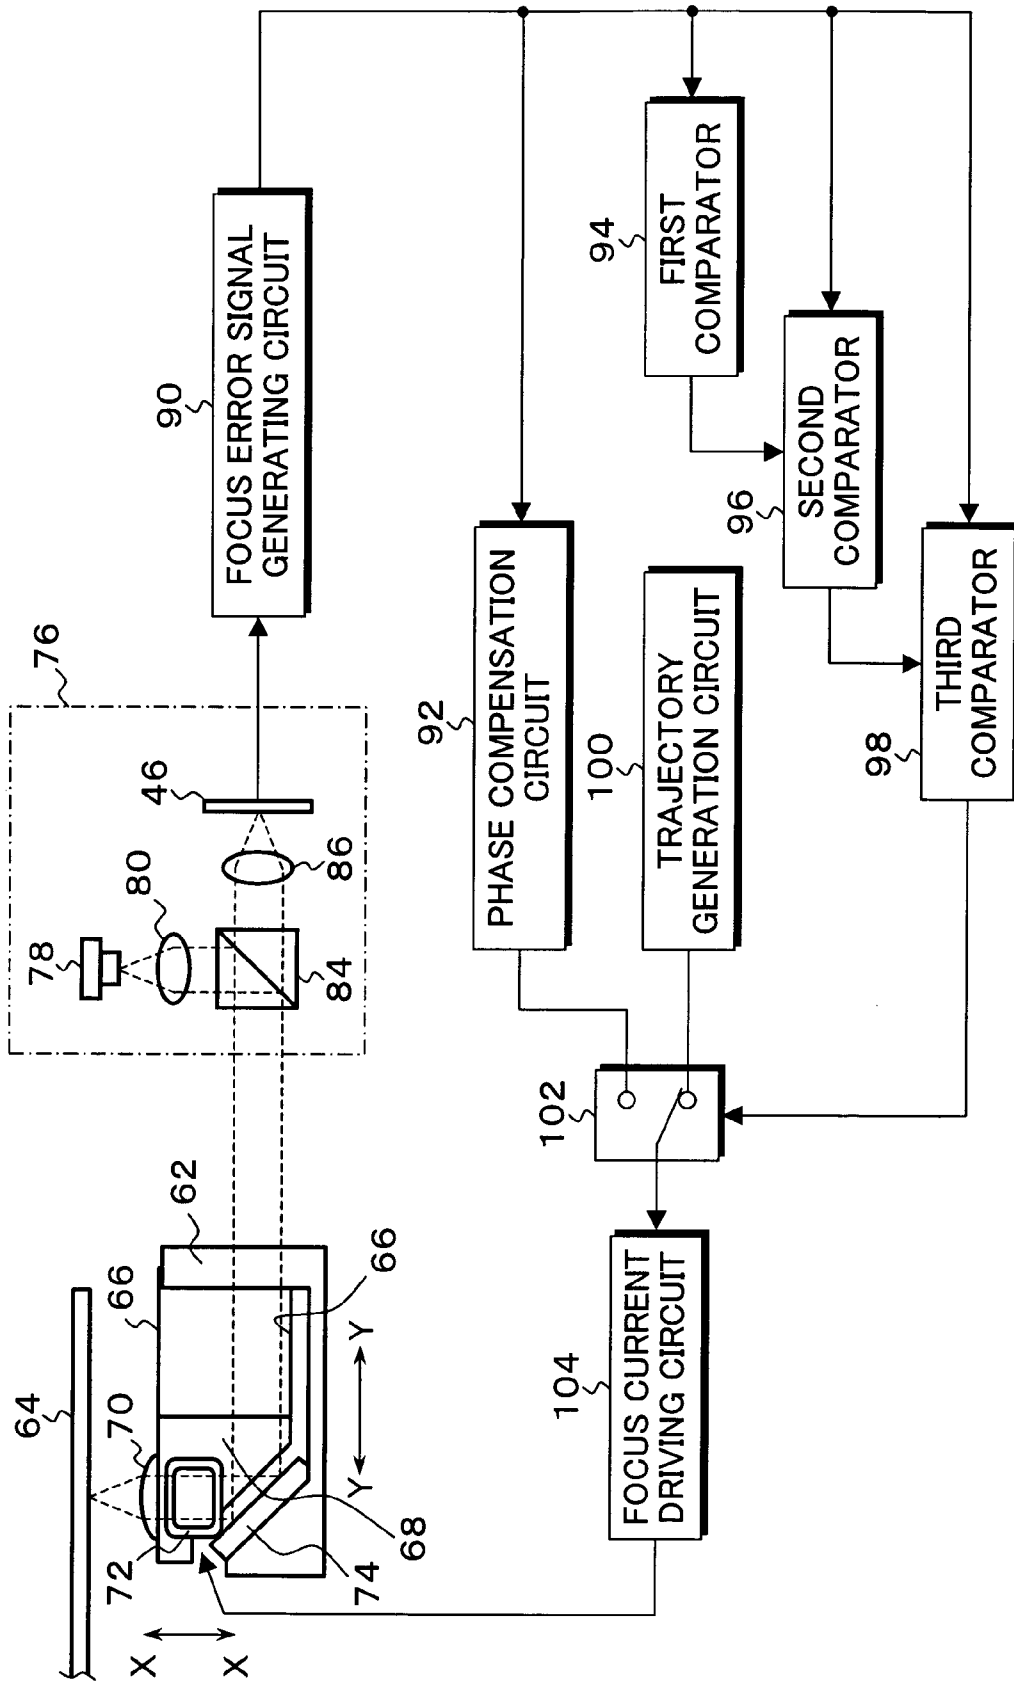 64
70
66
62
72
68
74
66
X
X
Y
Y
76
78
80
84
86
46
90
FOCUS ERROR SIGNAL
GENERATING CIRCUIT
92
PHASE COMPENSATION
CIRCUIT
94
FIRST
COMPARATOR
100
TRAJECTORY
GENERATION CIRCUIT
96
SECOND
COMPARATOR
98
THIRD
COMPARATOR
102
104
FOCUS CURRENT
DRIVING CIRCUIT